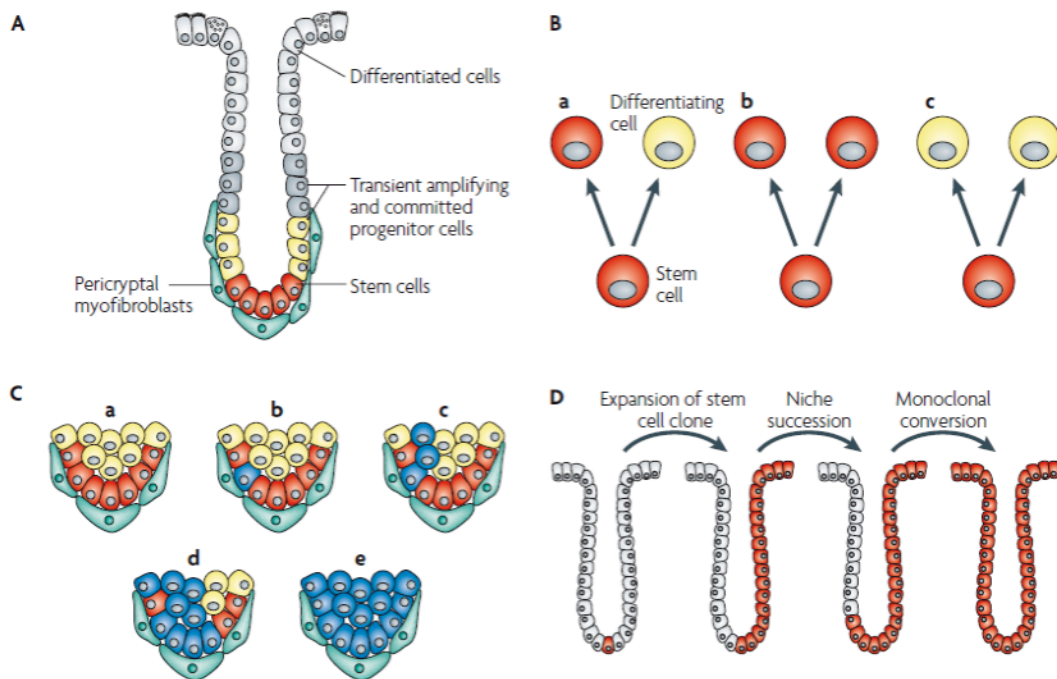 A
Differentiated cells
Transient amplifying
and committed
progenitor cells
Pericryptal
myofibroblasts
Stem cells
B
a
Differentiating
cell
b
c
Stem
cell
C
a
b
c
d
e
D
Expansion of stem
cell clone
Niche
succession
Monoclonal
conversion